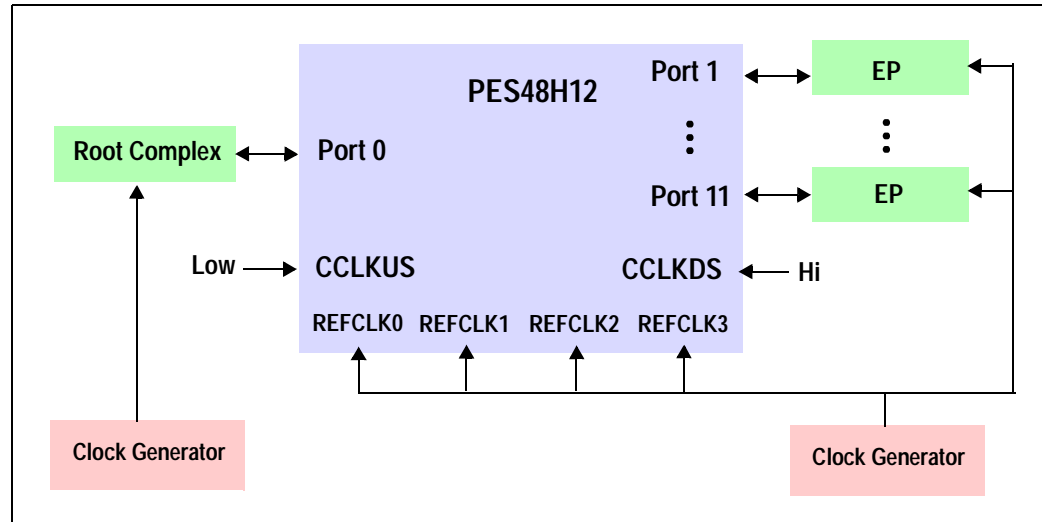 PES48H12
Port 1
EP
Root Complex
Port 0
Port 11
EP
Low
CCLKUS
CCLKDS
Hi
REFCLK0 REFCLK1 REFCLK2 REFCLK3
Clock Generator
Clock Generator